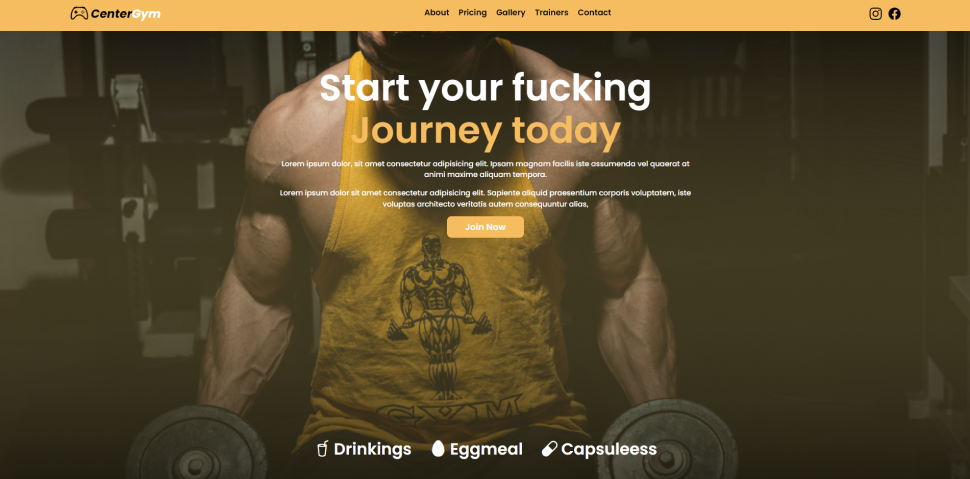 CenterGym
About Pricing Gallery Trainers Contact
Start your fucking
Journey today
Lorem ipsum dolor, sit amet consectetur adipisicing elit. Ipsam magnam facilis iste assumenda vel quaerat at
animi maxime aliquam tempora.
Lorem ipsum dolor sit amet consectetur adipisicing elit. Sapiente aliquid praesentium corporis voluptatem, iste
voluptas architecto veritatis autem consequuntur alias,
Join Now
GYM
Drinkings Eggmeal Capsuleess